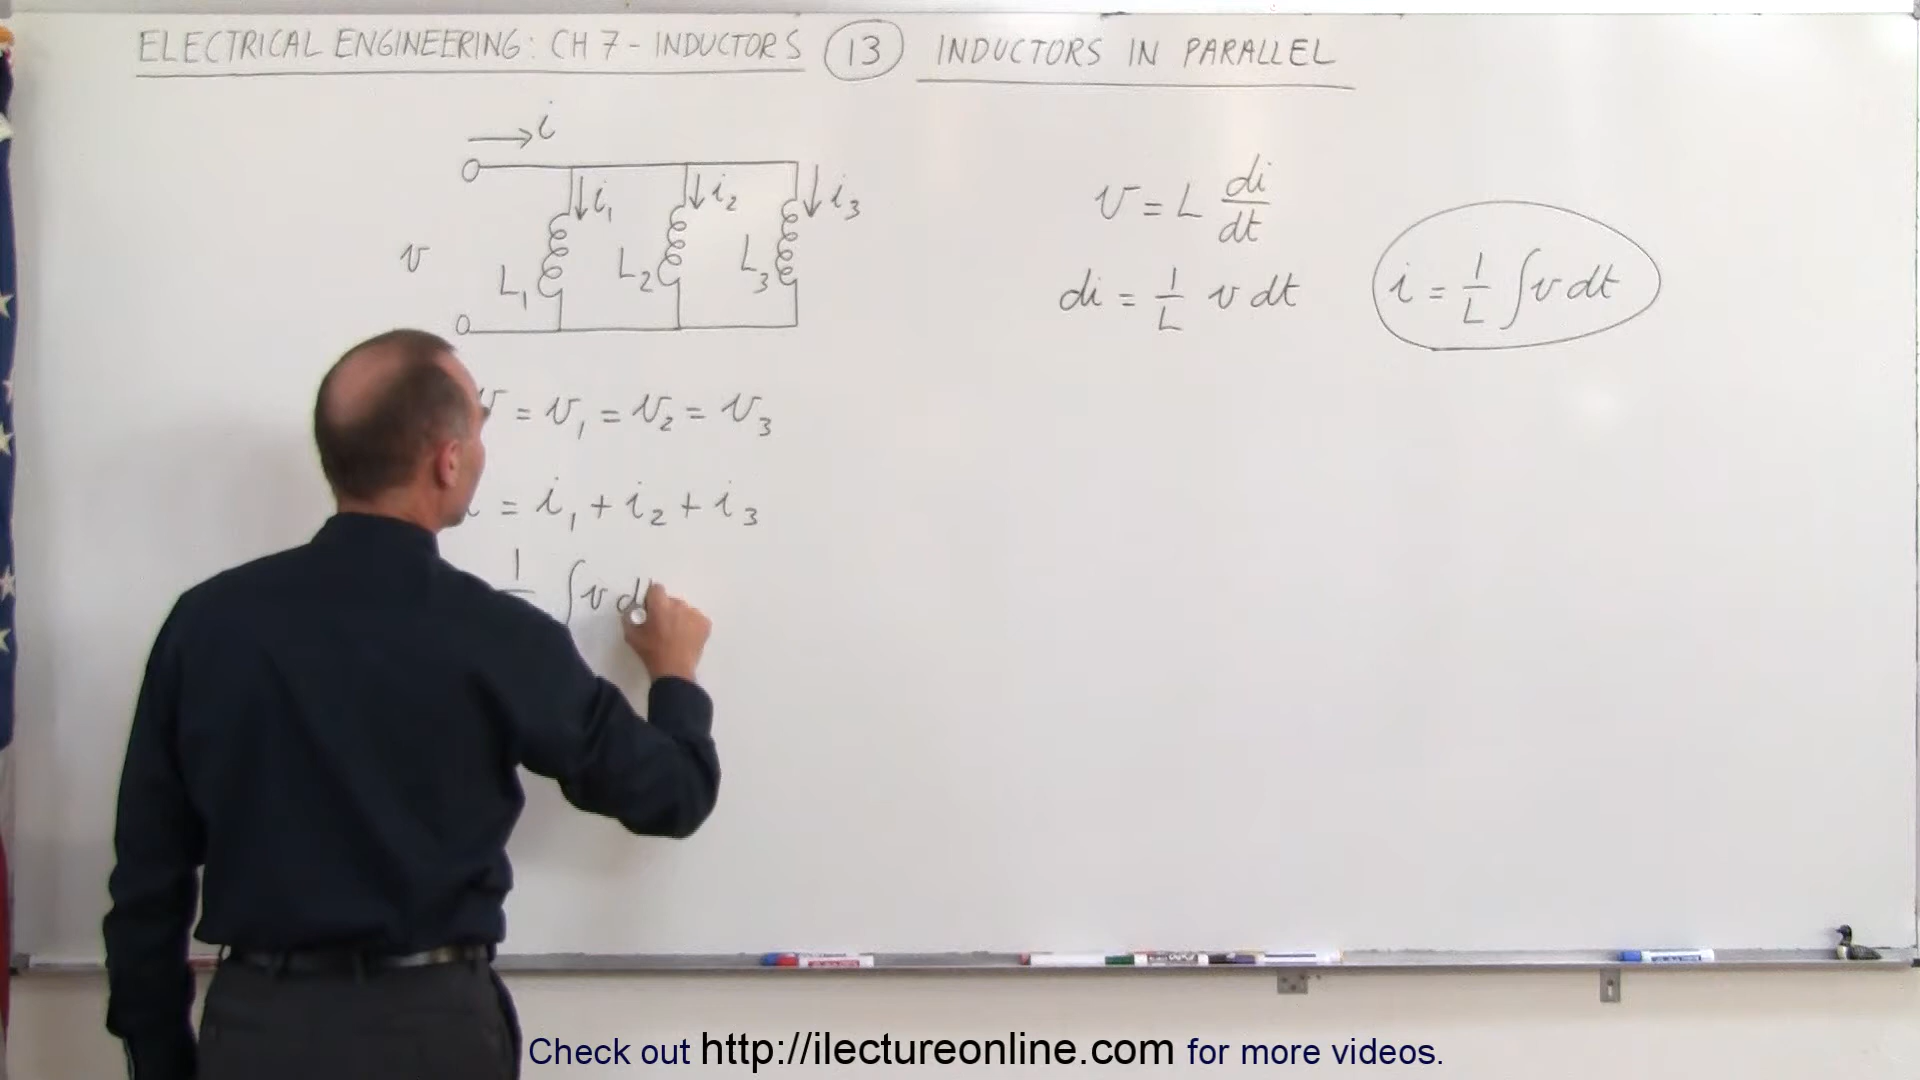 ELECTRICAL ENGINEERING: CH 7 - INDUCTORS 13 INDUCTORS IN PARALLEL
i
i₁ i₂ i₃
v L₁ L₂ L₃
v = L di/dt
di = 1/L v dt
i = 1/L ∫v dt
v = v₁ = v₂ = v₃
= i₁ + i₂ + i₃
1 ∫v d
Check out http://ilectureonline.com for more videos.